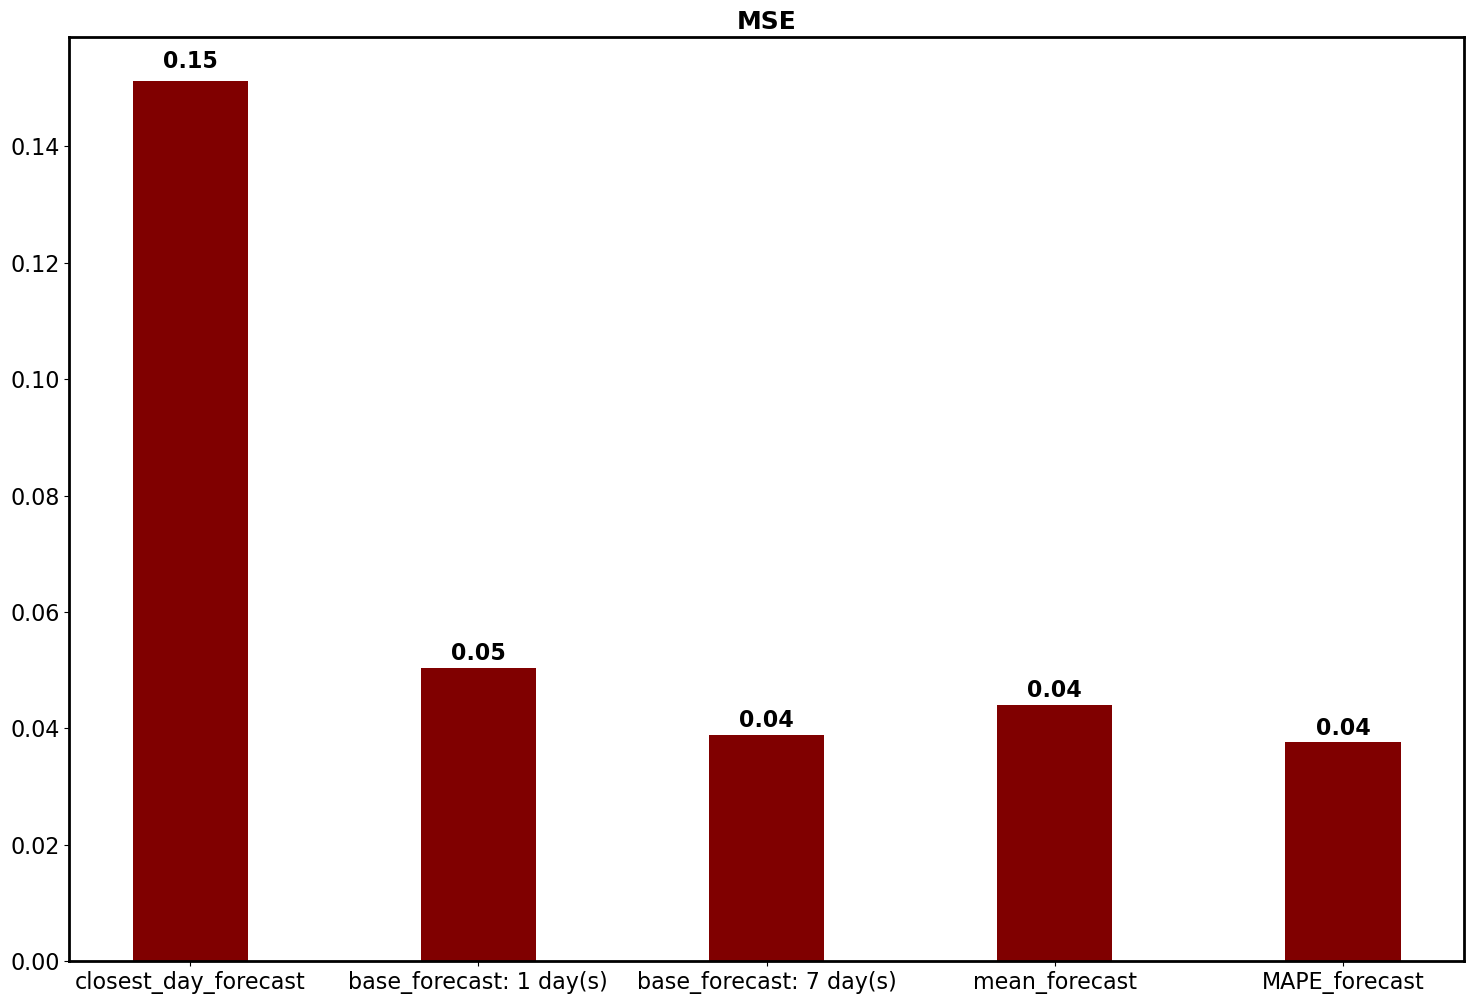 MSE
0.15
0.14
0.12
0.10
0.08
0.06
0.05
0.04
0.04
0.04
0.04
0.02
0.00
closest_day_forecast
base_forecast: 1 day(s)
base_forecast: 7 day(s)
mean_forecast
MAPE_forecast